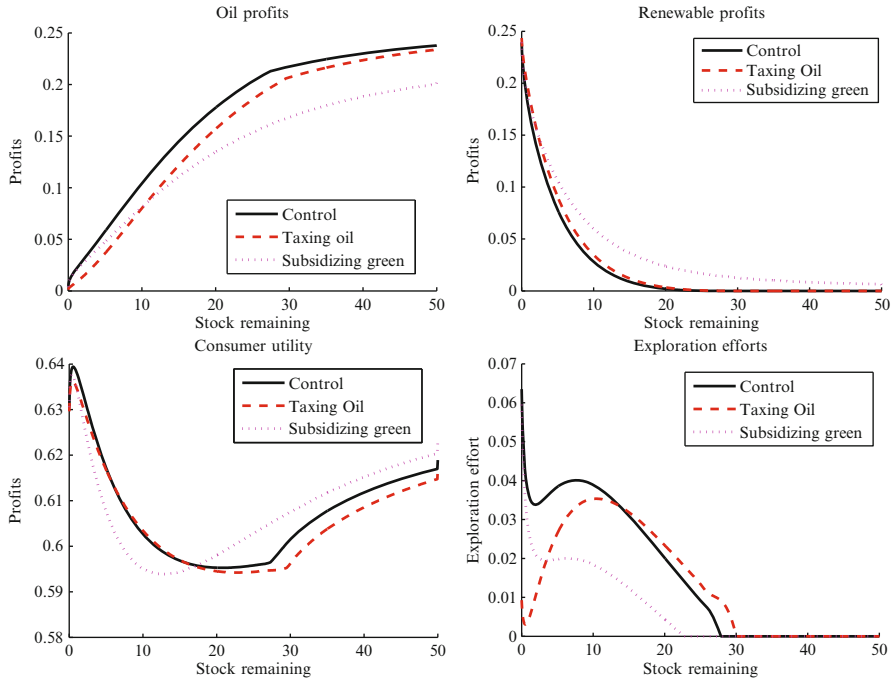 Oil profits
0.25
0.2
0.15
0.1
0.05
0
Profits
Control
Taxing oil
Subsidizing green
0 10 20 30 40 50
Stock remaining
Renewable profits
0.25
0.2
0.15
0.1
0.05
0
Profits
Control
Taxing Oil
Subsidizing green
0 10 20 30 40 50
Stock remaining
Consumer utility
0.64
0.63
0.62
0.61
0.6
0.59
0.58
Profits
Control
Taxing Oil
Subsidizing green
0 10 20 30 40 50
Stock remaining
Exploration efforts
0.07
0.06
0.05
0.04
0.03
0.02
0.01
0
Exploration effort
Control
Taxing Oil
Subsidizing green
0 10 20 30 40 50
Stock remaining